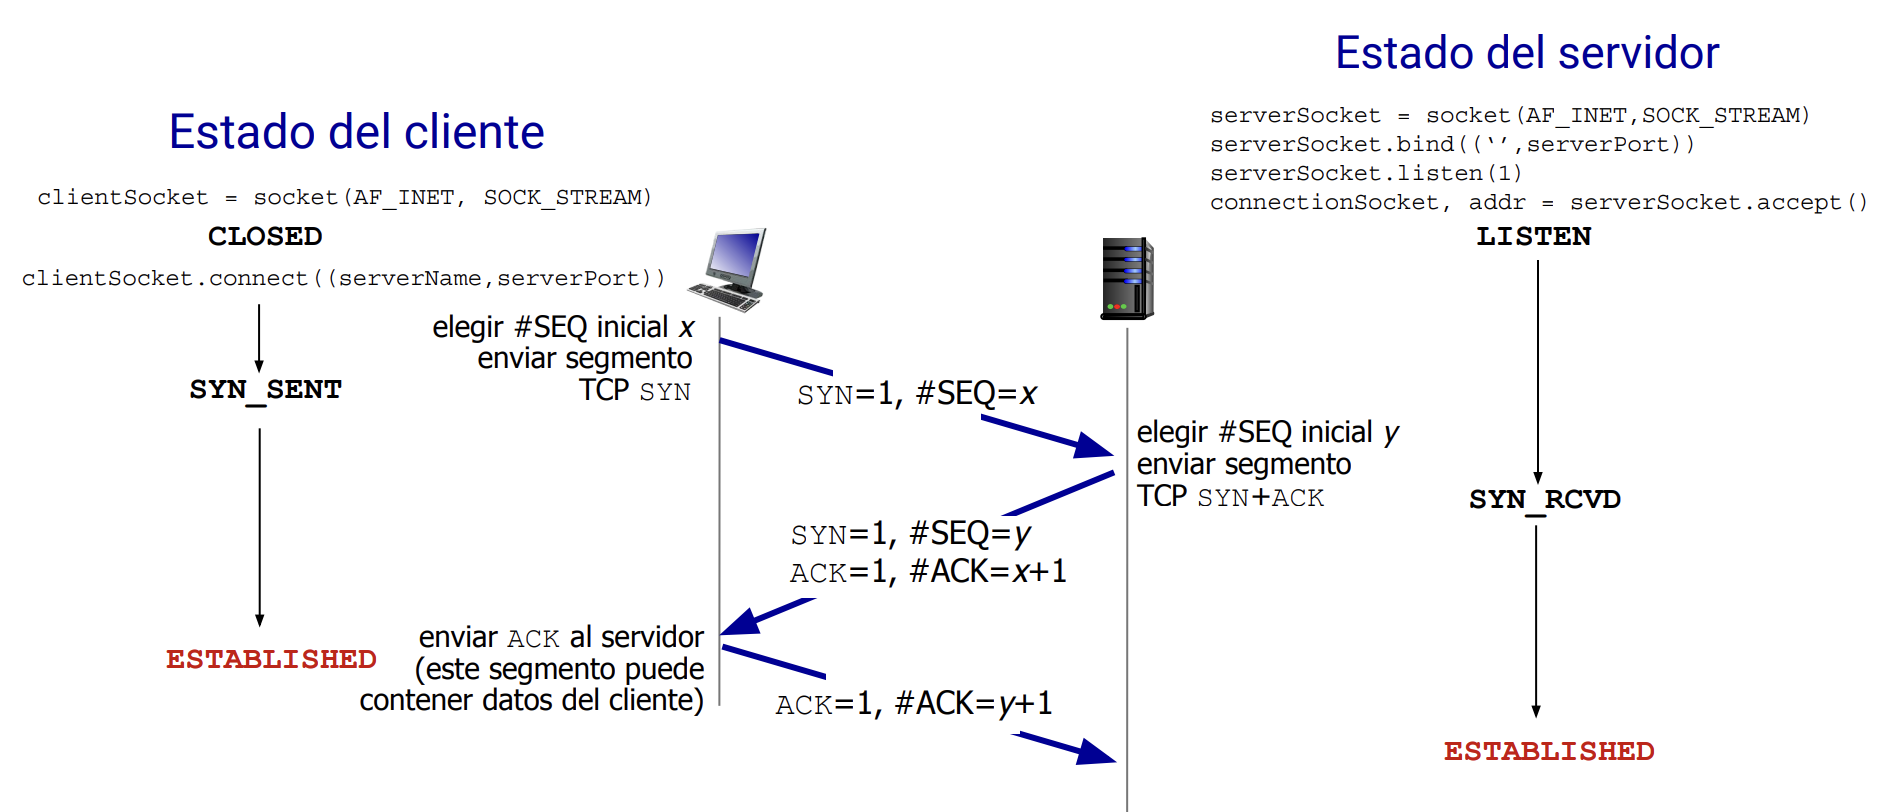 Estado del servidor
serverSocket = socket(AF_INET,SOCK_STREAM)
serverSocket.bind((‘’,serverPort))
serverSocket.listen(1)
connectionSocket, addr = serverSocket.accept()
LISTEN
Estado del cliente
clientSocket = socket(AF_INET, SOCK_STREAM)
CLOSED
clientSocket.connect((serverName,serverPort))
elegir #SEQ inicial x
enviar segmento
TCP SYN
SYN_SENT
SYN=1, #SEQ=x
elegir #SEQ inicial y
enviar segmento
TCP SYN+ACK
SYN_RCVD
SYN=1, #SEQ=y
ACK=1, #ACK=x+1
enviar ACK al servidor
(este segmento puede
contener datos del cliente)
ESTABLISHED
ACK=1, #ACK=y+1
ESTABLISHED